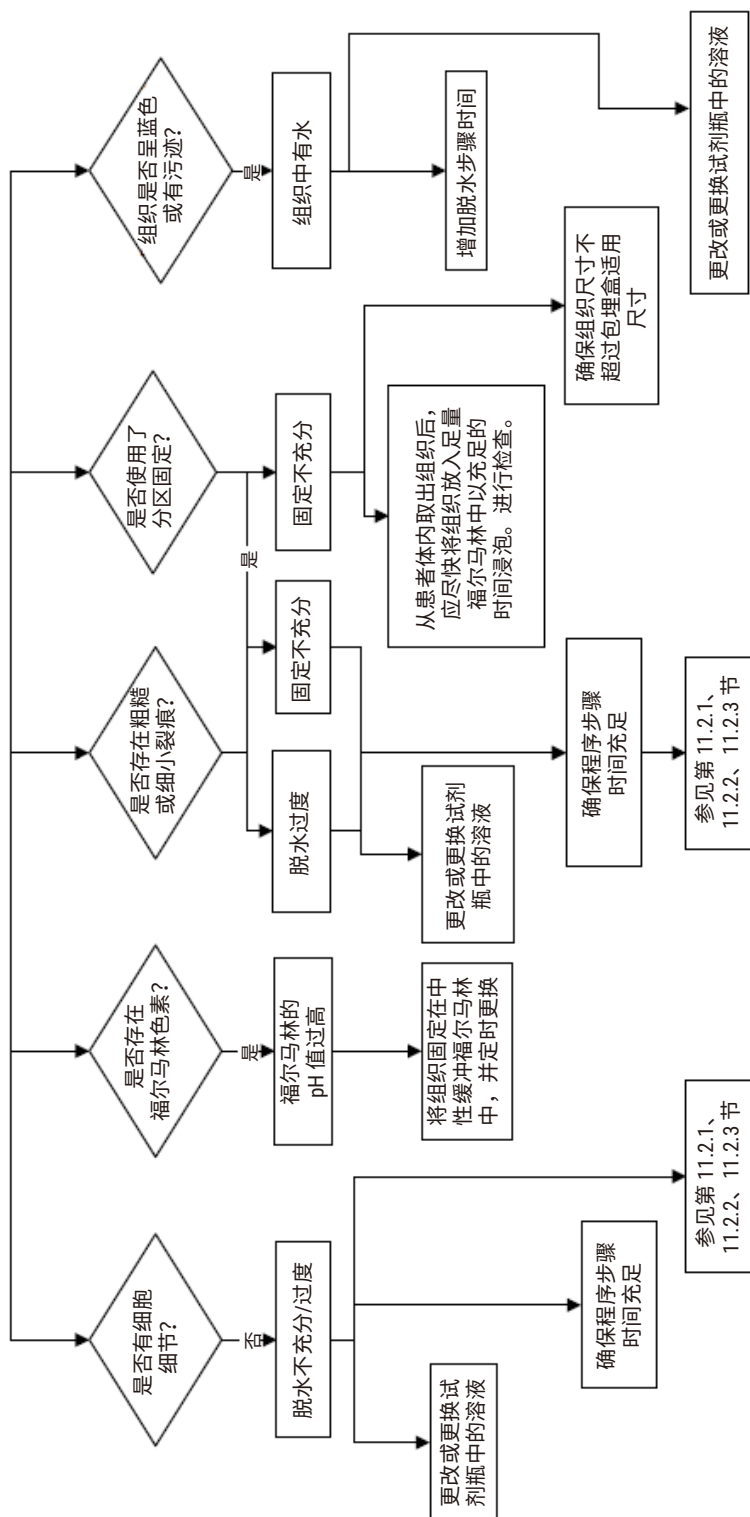 是否有细胞
细节？
否
脱水不充分/过度
更改或更换试
剂瓶中的溶液
确保程序步骤
时间充足
参见第 11.2.1、
11.2.2、11.2.3 节
是否存在
福尔马林色素？
是
福尔马林的
pH 值过高
将组织固定在中
性缓冲福尔马林
中，并定时更换
是否存在粗糙
或细小裂痕？
脱水过度
固定不充分
更改或更换试剂
瓶中的溶液
确保程序步骤
时间充足
参见第 11.2.1、
11.2.2、11.2.3 节
是否使用了
分区固定？
是
固定不充分
从患者体内取出组织后，
应尽快将组织放入足量
福尔马林中以充足的
时间浸泡。进行检查。
确保组织尺寸不
超过包埋盒适用
尺寸
组织是否呈蓝色
或有污迹？
是
组织中有水
增加脱水步骤时间
更改或更换试剂瓶中的溶液